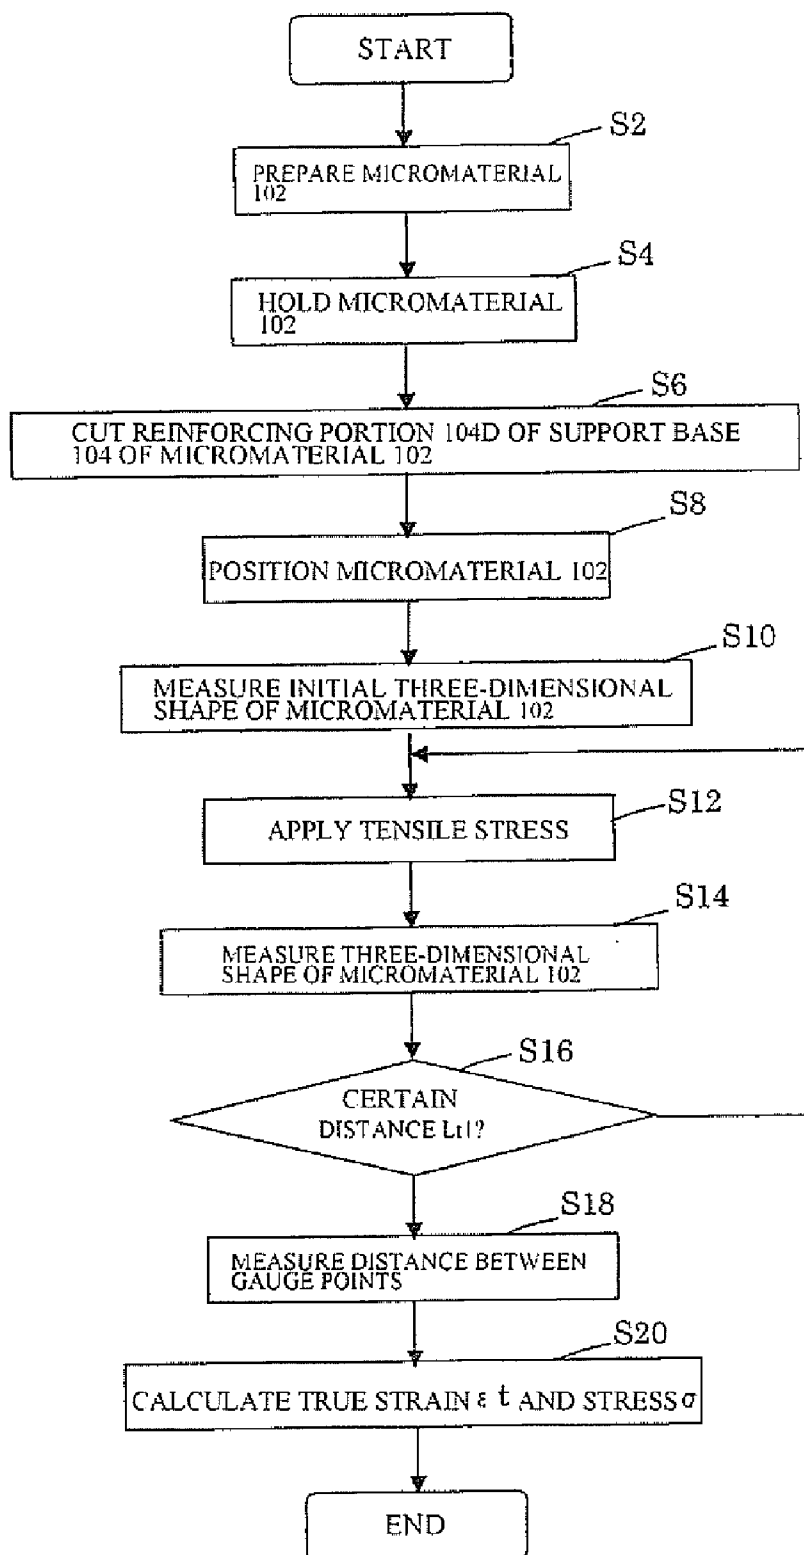 START
S2
PREPARE MICROMATERIAL
102
S4
HOLD MICROMATERIAL
102
S6
CUT REINFORCING PORTION 104D OF SUPPORT BASE
104 OF MICROMATERIAL 102
S8
POSITION MICROMATERIAL 102
S10
MEASURE INITIAL THREE-DIMENSIONAL
SHAPE OF MICROMATERIAL 102
S12
APPLY TENSILE STRESS
S14
MEASURE THREE-DIMENSIONAL
SHAPE OF MICROMATERIAL 102
S16
CERTAIN
DISTANCE Lt1?
S18
MEASURE DISTANCE BETWEEN
GAUGE POINTS
S20
CALCULATE TRUE STRAIN ε t AND STRESS σ
END